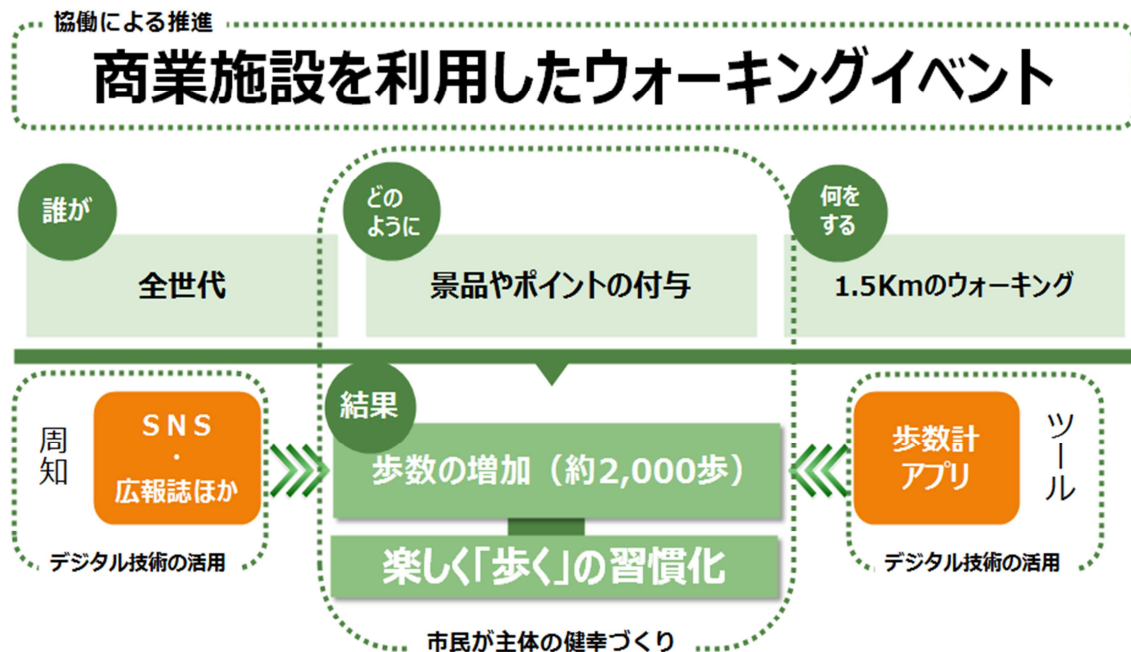 協働による推進
商業施設を利用したウォーキングイベント
誰が
全世代
どの
ように
景品やポイントの付与
何を
する
1.5Kmのウォーキング
周知
SNS
・
広報誌ほか
デジタル技術の活用
結果
歩数の増加（約2,000歩）
楽しく「歩く」の習慣化
市民が主体の健幸づくり
歩数計
アプリ
ツール
デジタル技術の活用